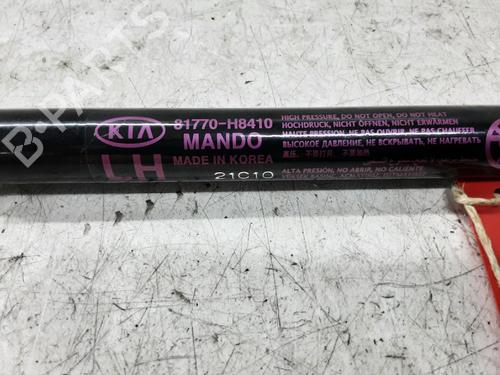 B-PARTS
KIA
81770-H8410
MANDO
LH
MADE IN KOREA
21C10
HIGH PRESSURE, DO NOT OPEN, DO NOT HEAT
HOCHDRUCK, NICHT ÖFFNEN, NICHT ERWÄRMEN
HAUTE PRESSION, NE PAS OUVRIR, NE PAS CHAUFFER
ВЫСОКОЕ ДАВЛЕНИЕ, НЕ ВСКРЫВАТЬ, НЕ НАГРЕВАТЬ
ALTA PRESIÓN, NO ABRIR, NO CALIENTE